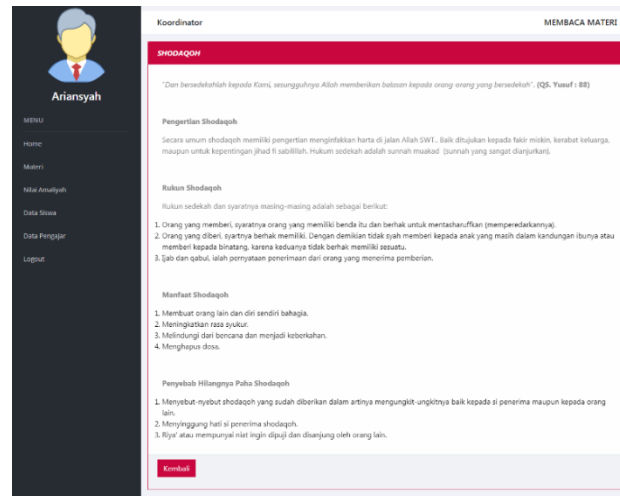 Koordinator
MEMBACA MATERI
Ariansyah
MENU
Home
Materi
Nilai Amaliyah
Data Siswa
Data Pengajar
Logout
SHODAQOH
"Dan bersedekahlah kepada Kami, sesungguhnya Allah memberikan balasan kepada orang-orang yang bersedekah". (QS. Yusuf : 88)
Pengertian Shodaqoh
Secara umum shodaqoh memiliki pengertian menginfakkan harta di jalan Allah SWT., Baik ditujukan kepada fakir miskin, kerabat keluarga,
maupun untuk kepentingan jihad fi sabilillah. Hukum sedekah adalah sunnah muakad (sunnah yang sangat dianjurkan).
Rukun Shodaqoh
Rukun sedekah dan syaratnya masing-masing adalah sebagai berikut:
1. Orang yang memberi, syaratnya orang yang memiliki benda itu dan berhak untuk mentasharuffkan (memperedarkannya).
2. Orang yang diberi, syartnya berhak memiliki. Dengan demikian tidak syah memberi kepada anak yang masih dalam kandungan ibunya atau
memberi kepada binatang, karena keduanya tidak berhak memiliki sesuatu.
3. Ijab dan qabul, ialah pernyataan penerimaan dari orang yang menerima pemberian.
Manfaat Shodaqoh
1. Membuat orang lain dan diri sendiri bahagia.
2. Meningkatkan rasa syukur.
3. Melindungi dari bencana dan menjadi keberkahan.
4. Menghapus dosa.
Penyebab Hilangnya Paha Shodaqoh
1. Menyebut-nyebut shodaqoh yang sudah diberikan dalam artinya mengungkit-ungkitnya baik kepada si penerima maupun kepada orang
lain.
2. Menyinggung hati si penerima shodaqoh.
3. Riya' atau mempunyai niat ingin dipuji dan disanjung oleh orang lain.
Kembali